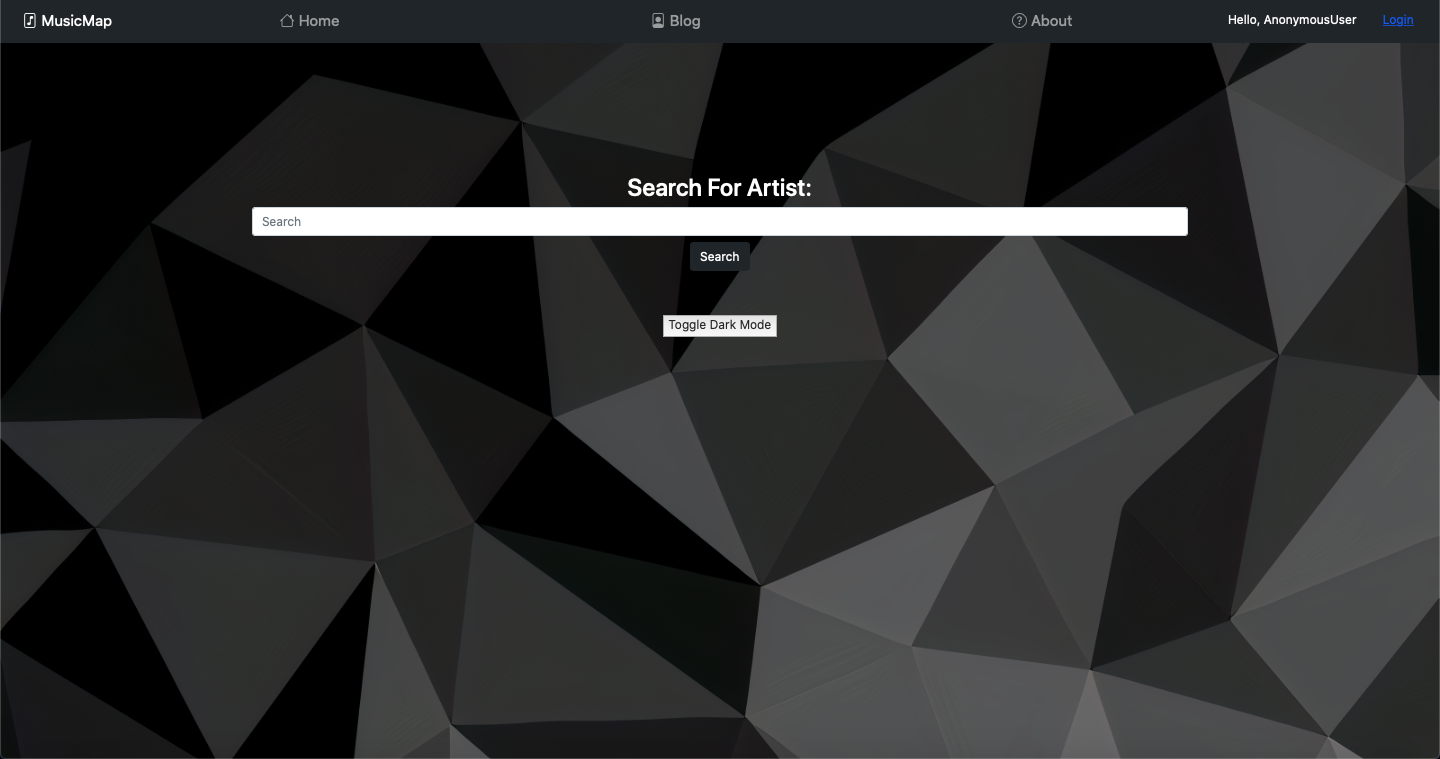 MusicMap Home Blog About Hello, AnonymousUser Login
Search For Artist:
Search
Search
Toggle Dark Mode